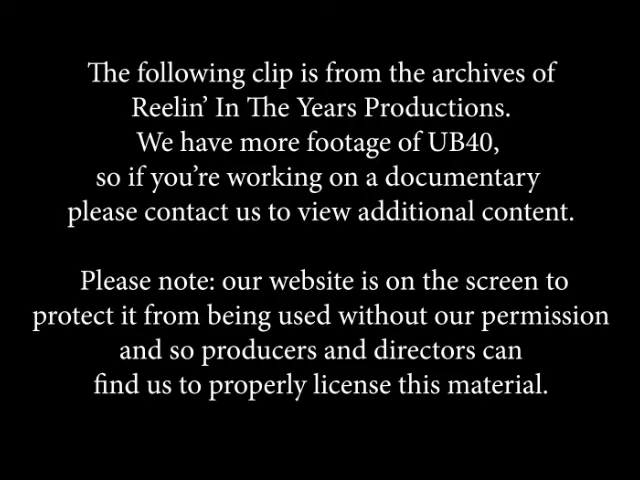 The following clip is from the archives of
Reelin’ In The Years Productions.
We have more footage of UB40,
so if you’re working on a documentary
please contact us to view additional content.
Please note: our website is on the screen to
protect it from being used without our permission
and so producers and directors can
find us to properly license this material.